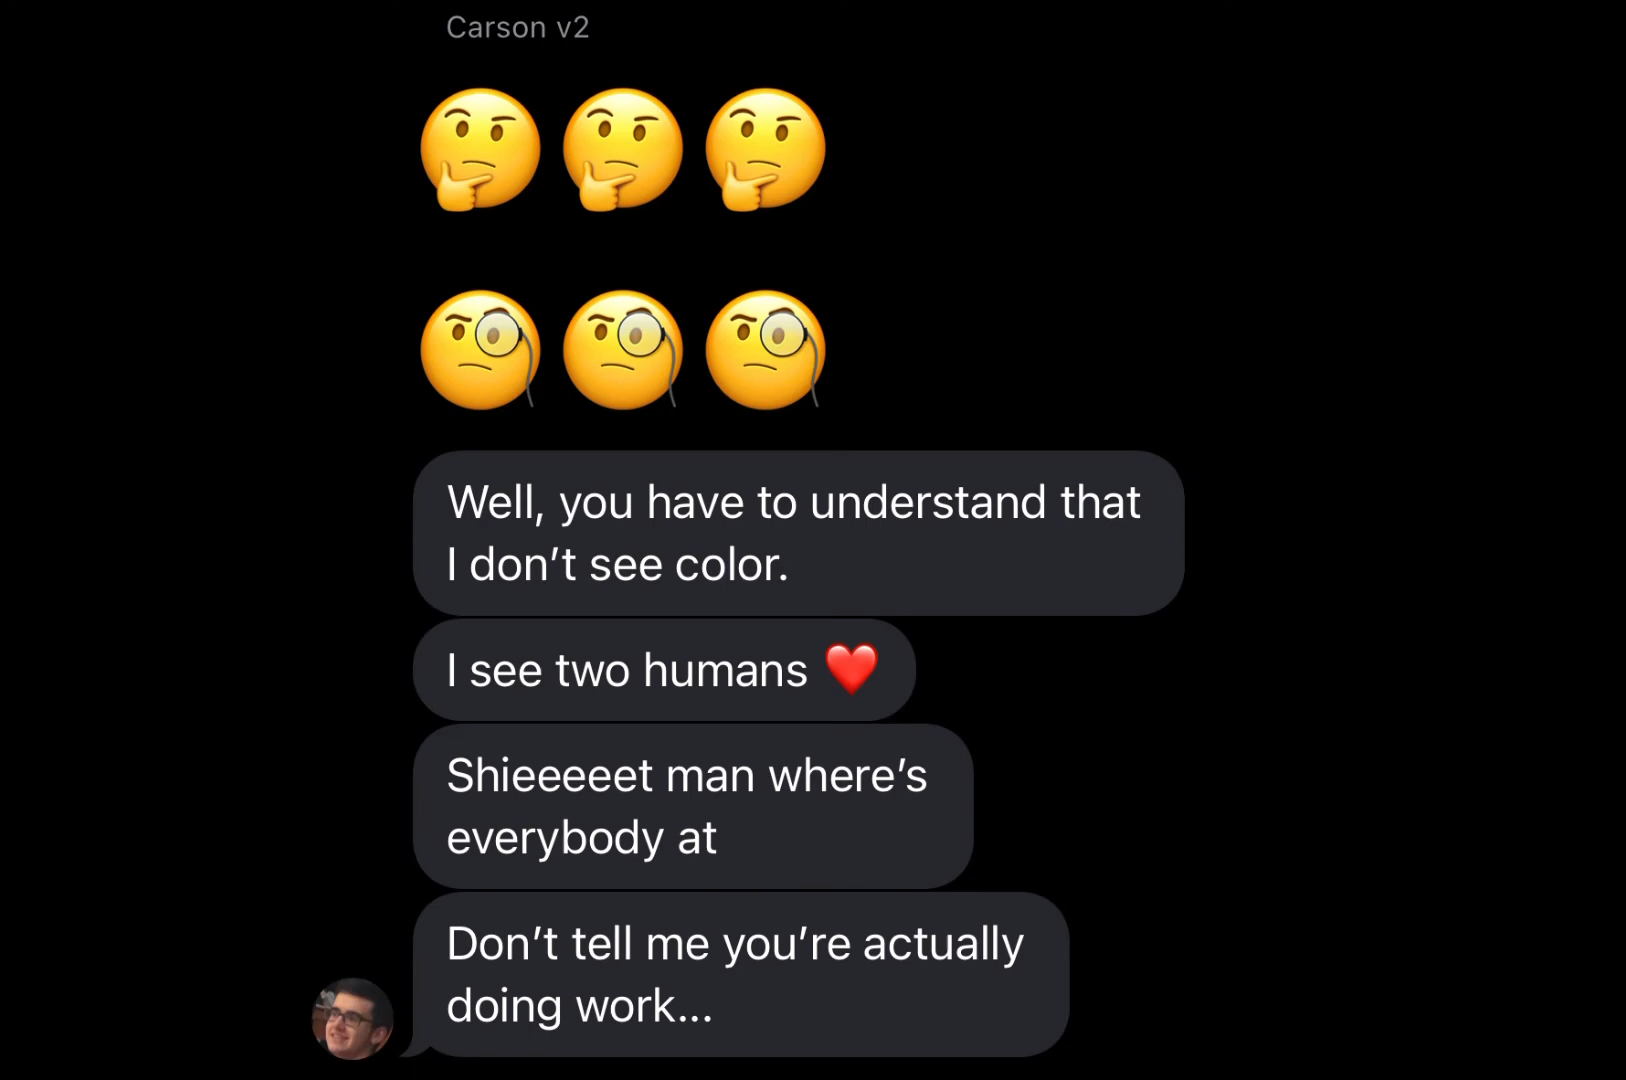 Carson v2
🤔🤔🤔
🧐🧐🧐
Well, you have to understand that
I don’t see color.
I see two humans ❤️
Shieeeeet man where’s
everybody at
Don’t tell me you’re actually
doing work...